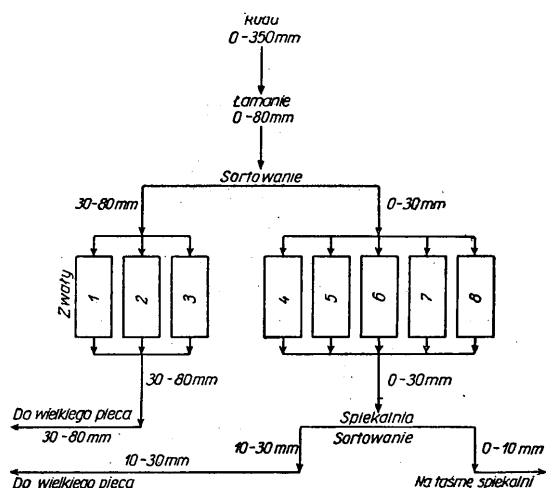 Ruda
0-350mm
Łamanie
0-80mm
Sortowanie
30-80mm
0-30mm
Zwały
1
2
3
4
5
6
7
8
30-80mm
0-30mm
Do wielkiego pieca
30-80mm
Spiekalnia
Sortowanie
10-30mm
0-10mm
10-30mm
Do wielkiego pieca
Na taśmę spiekalni